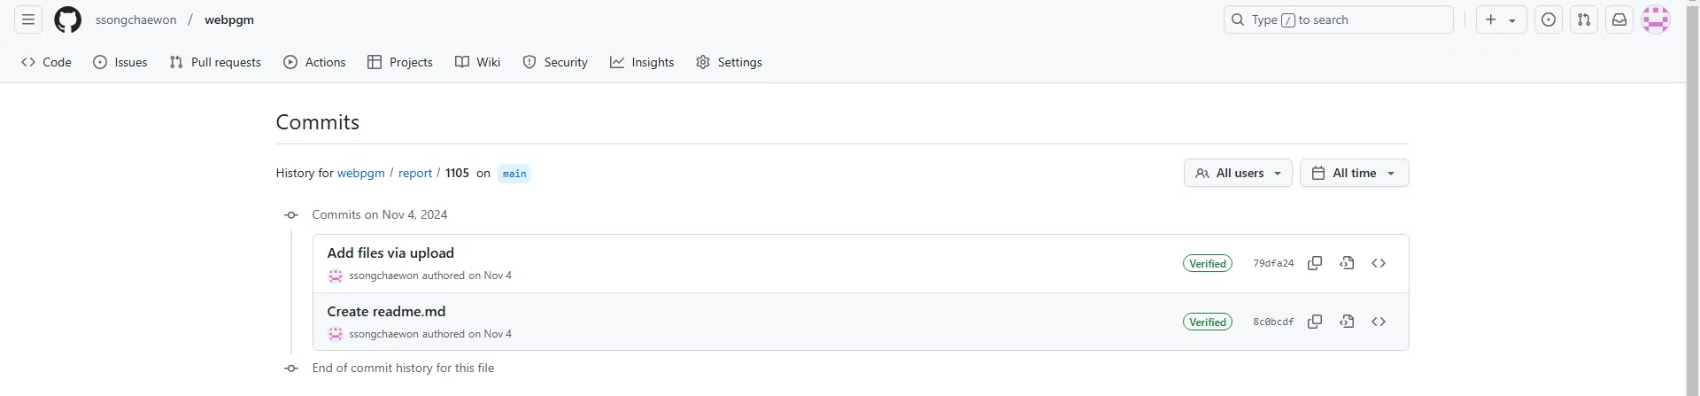 ssongchaewon / webpgm
Type / to search
Code Issues Pull requests Actions Projects Wiki Security Insights Settings
Commits
History for webpgm / report / 1105 on main
All users All time
Commits on Nov 4, 2024
Add files via upload
ssongchaewon authored on Nov 4
Verified 79dfa24
Create readme.md
ssongchaewon authored on Nov 4
Verified 8c0bcdf
End of commit history for this file